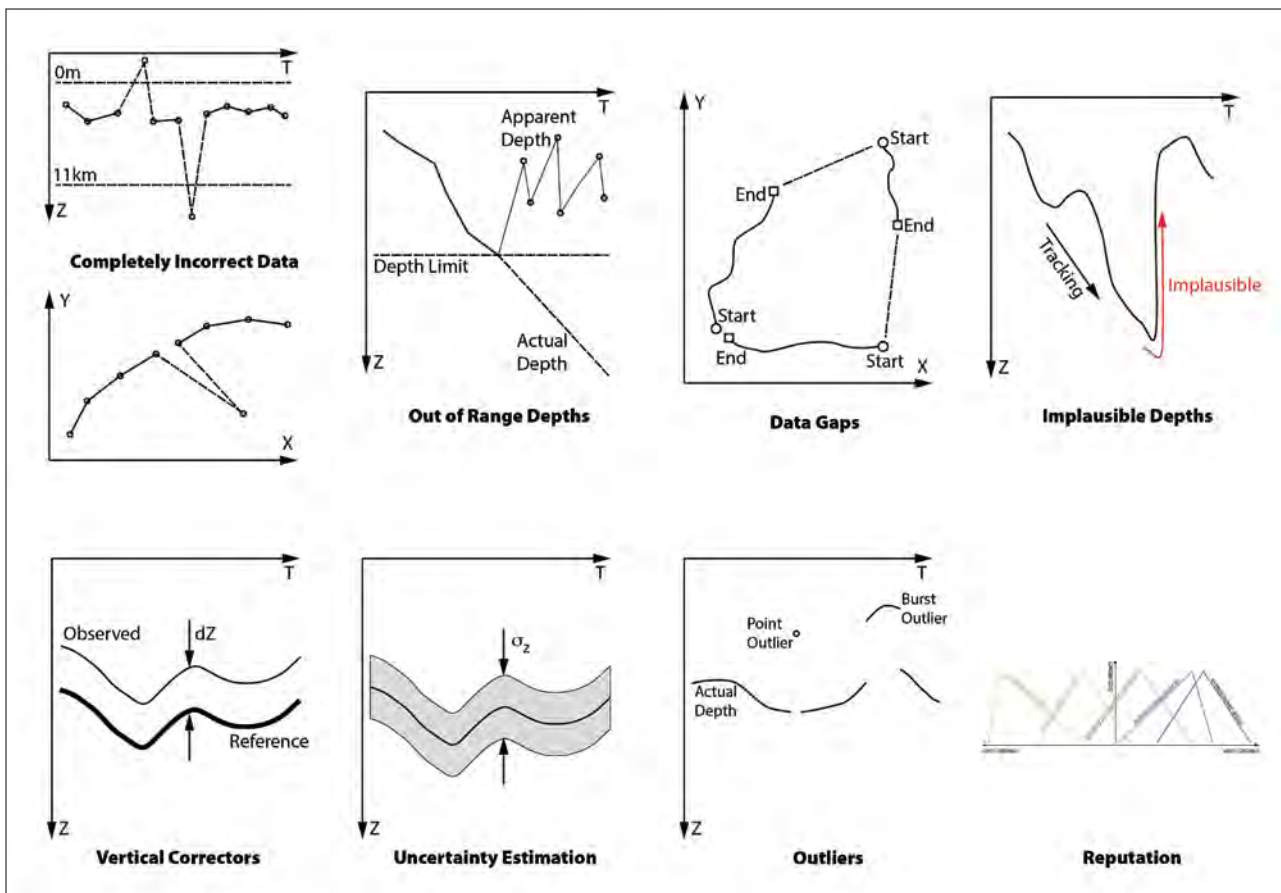 0m
T
11km
Z
Completely Incorrect Data
Y
X
T
Apparent
Depth
Depth Limit
Actual
Depth
Z
Out of Range Depths
Y
Start
End
End
Start
End
Start
X
Data Gaps
T
Tracking
Implausible
Z
Implausible Depths
T
Observed
dZ
Reference
Z
Vertical Correctors
T
σz
Z
Uncertainty Estimation
T
Burst
Outlier
Point
Outlier
Actual
Depth
Z
Outliers
Reputation